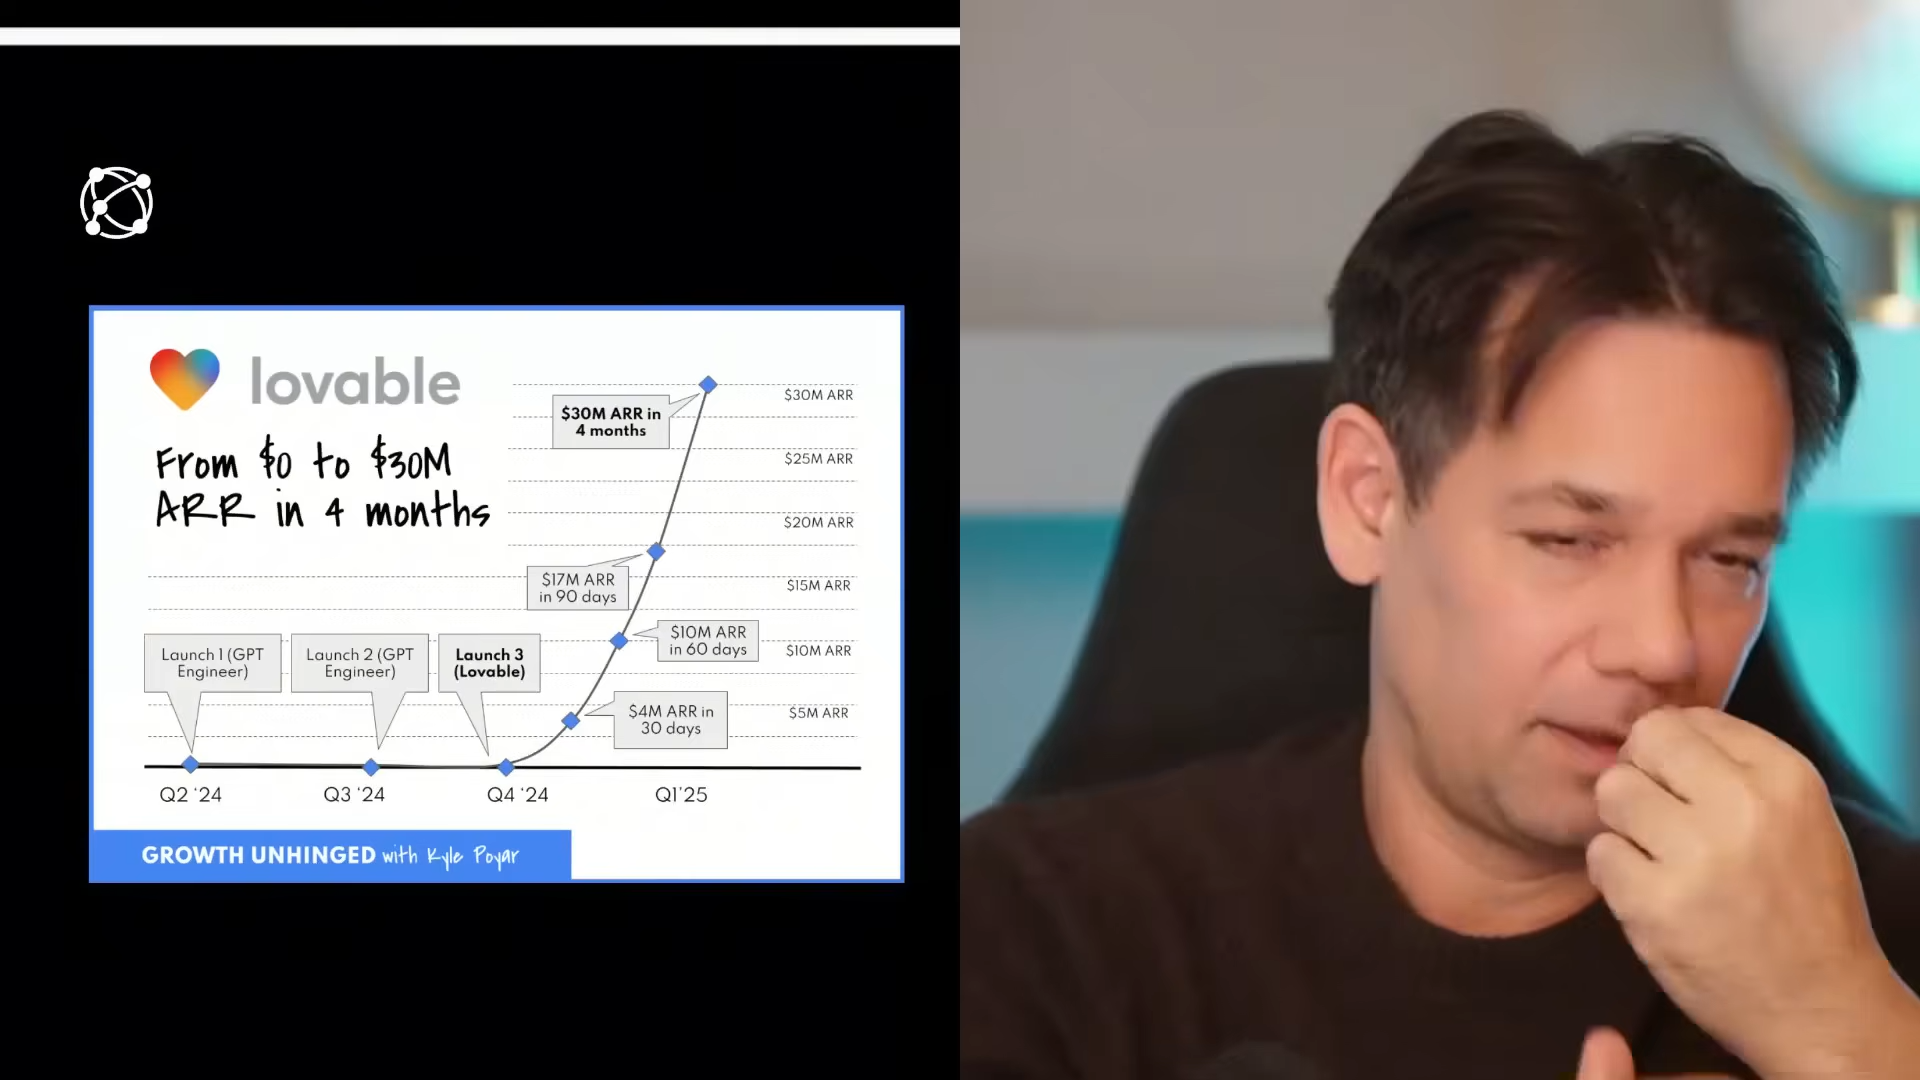 lovable
From $0 to $30M
ARR in 4 months
$30M ARR in
4 months
$30M ARR
$25M ARR
$20M ARR
$17M ARR
in 90 days
$15M ARR
$10M ARR
in 60 days
$10M ARR
Launch 1 (GPT
Engineer)
Launch 2 (GPT
Engineer)
Launch 3
(Lovable)
$4M ARR in
30 days
$5M ARR
Q2 '24
Q3 '24
Q4 '24
Q1'25
GROWTH UNHINGED with Kyle Poyar